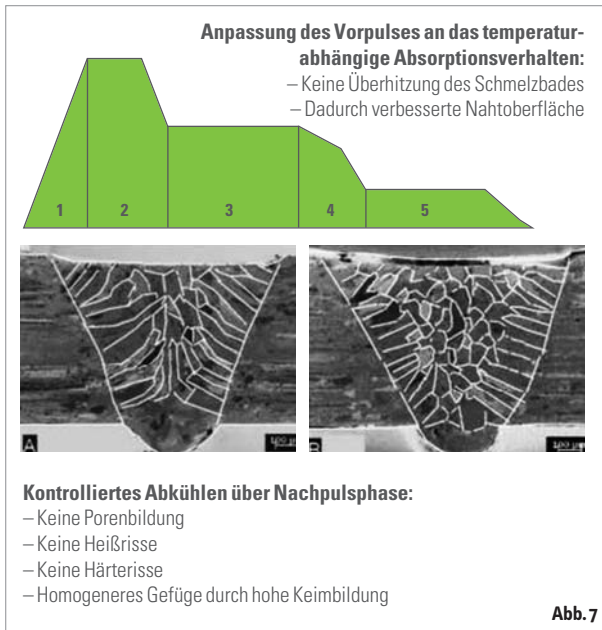 Anpassung des Vorpulses an das temperatur-
abhängige Absorptionsverhalten:
– Keine Überhitzung des Schmelzbades
– Dadurch verbesserte Nahtoberfläche
1 2 3 4 5
A
B
Kontrolliertes Abkühlen über Nachpulsphase:
– Keine Porenbildung
– Keine Heißrisse
– Keine Härterisse
– Homogeneres Gefüge durch hohe Keimbildung
Abb. 7